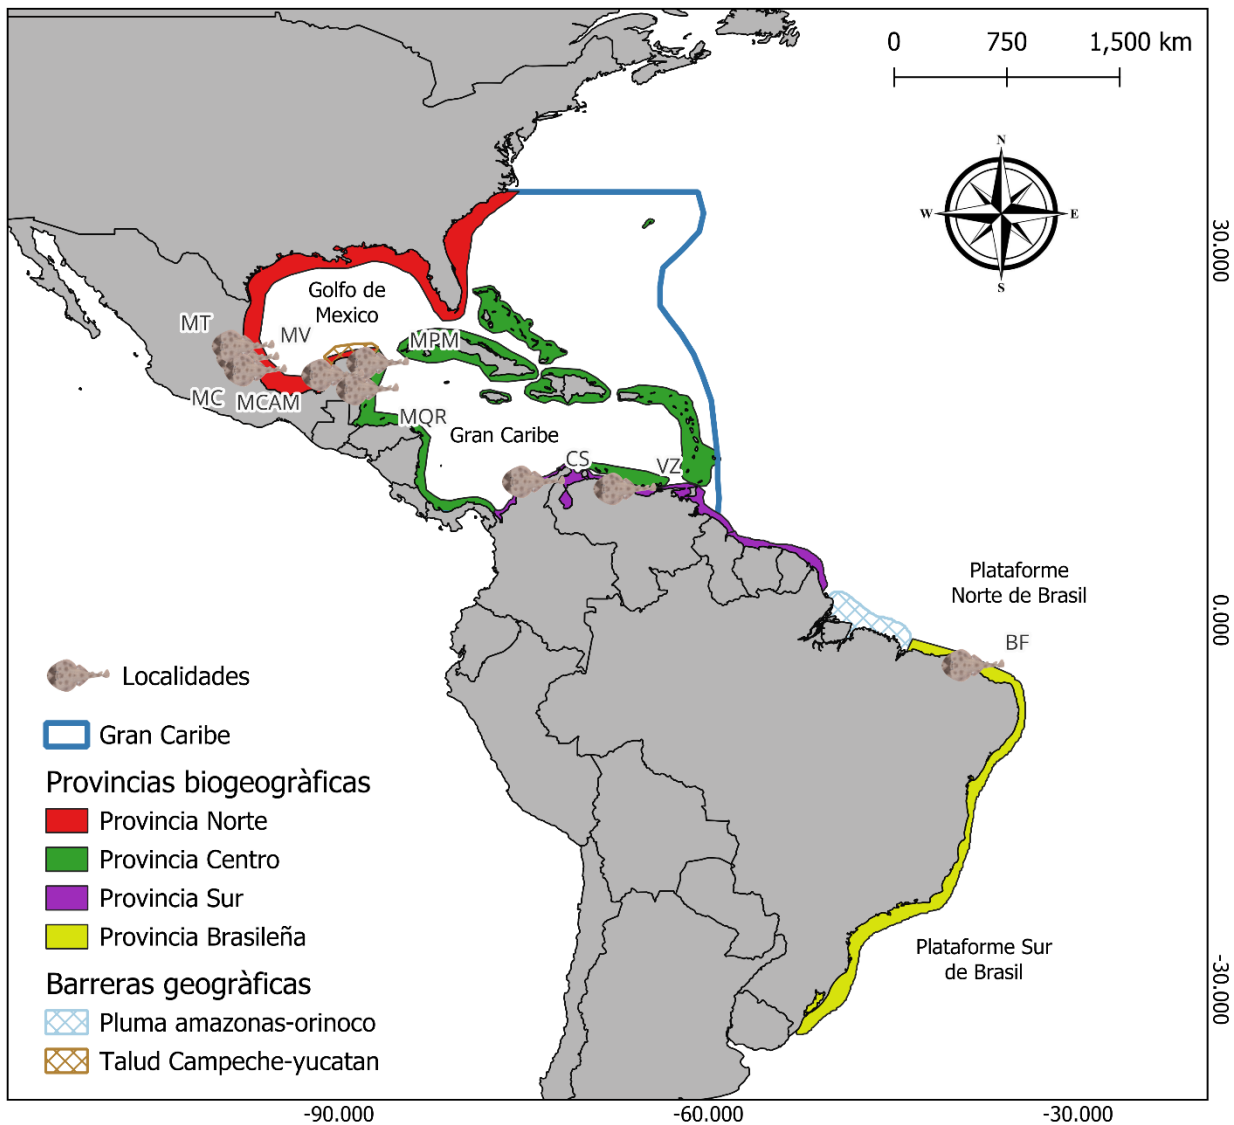 0 750 1,500 km
N
W E
S
30.000
Golfo de
Mexico
MT
MV
MPM
MC
MCAM
MQR
Gran Caribe
CS
VZ
0.000
Plataforme
Norte de Brasil
BF
Localidades
Gran Caribe
Provincias biogeogràficas
Provincia Norte
Provincia Centro
Provincia Sur
Provincia Brasileña
Plataforme Sur
de Brasil
-30.000
Barreras geogràficas
Pluma amazonas-orinoco
Talud Campeche-yucatan
-90.000 -60.000 -30.000